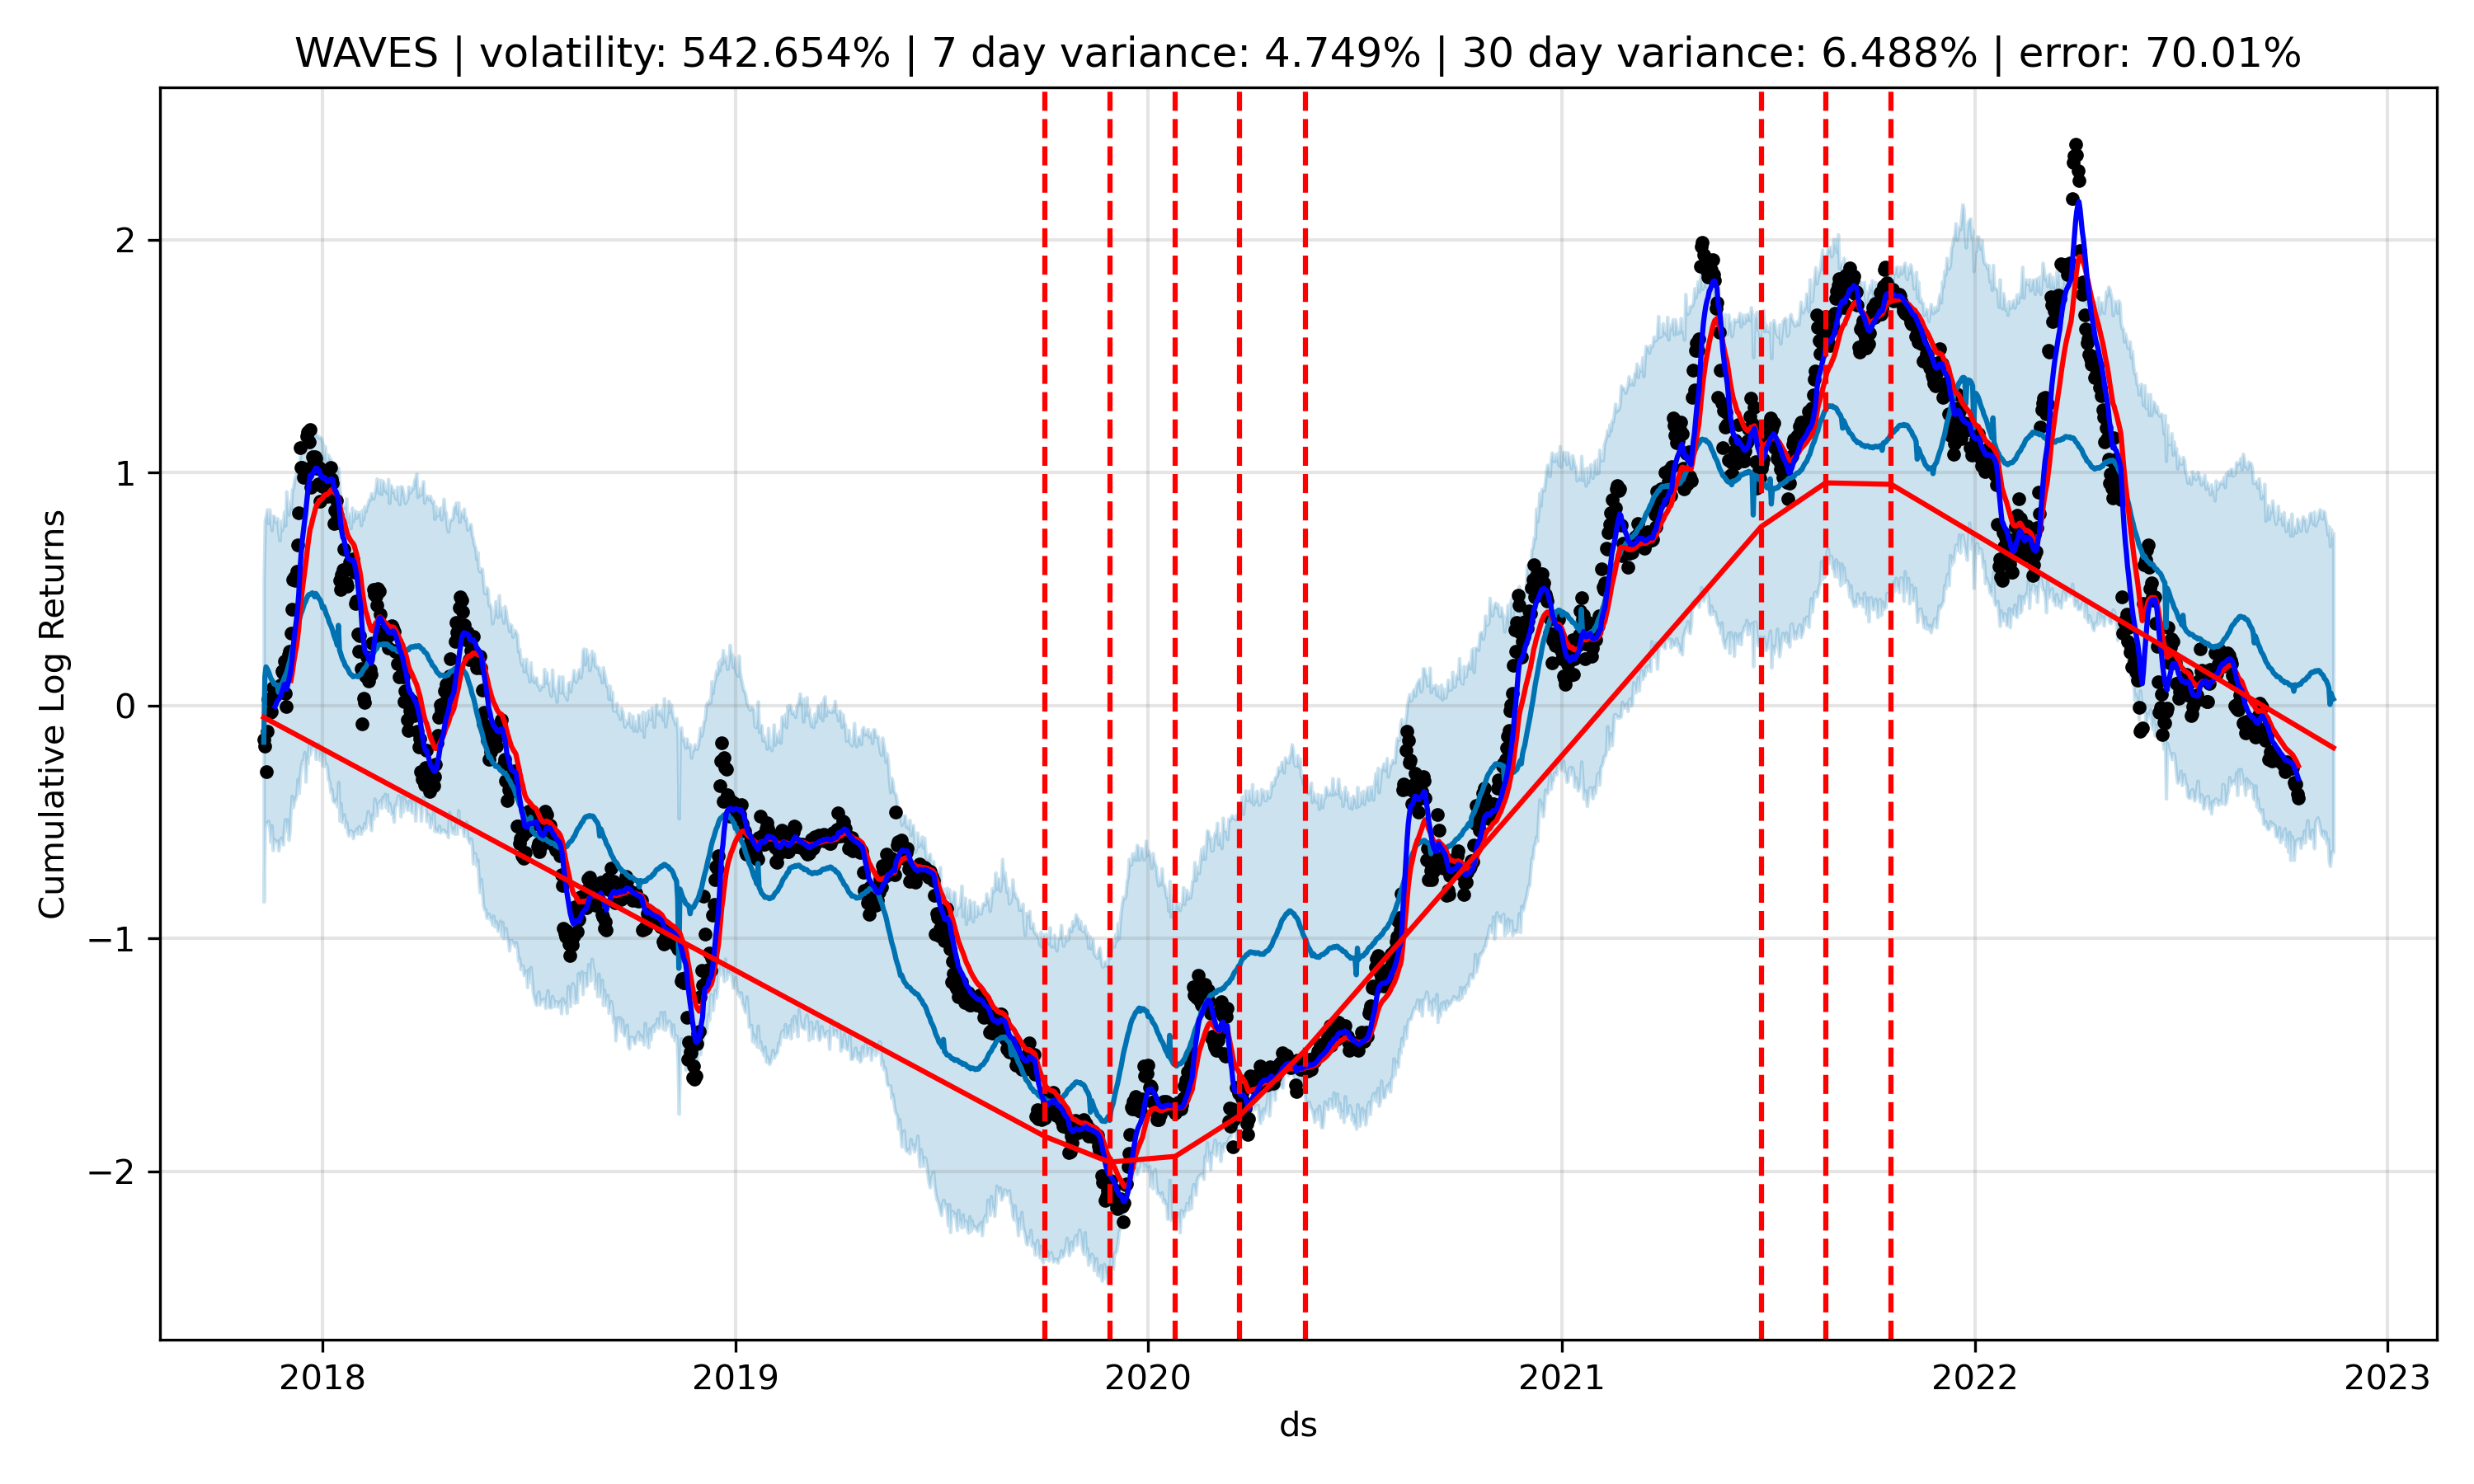 WAVES | volatility: 542.654% | 7 day variance: 4.749% | 30 day variance: 6.488% | error: 70.01%
Cumulative Log Returns
2
1
0
−1
−2
2018 2019 2020 2021 2022 2023
ds